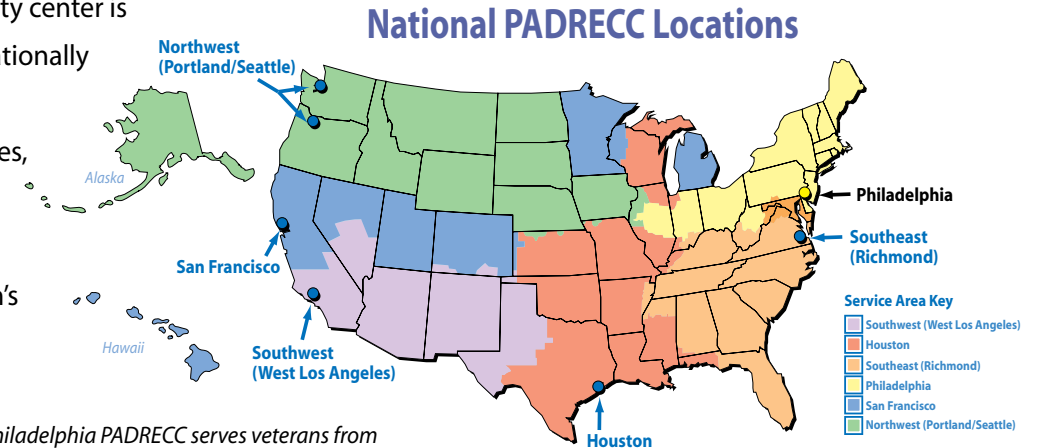 ty center is
tionally
es,
n's
hiladelphia PADRECC serves veterans from
National PADRECC Locations
Northwest
(Portland/Seattle)
Alaska
San Francisco
Hawaii
Southwest
(West Los Angeles)
Houston
Philadelphia
Southeast
(Richmond)
Service Area Key
Southwest (West Los Angeles)
Houston
Southeast (Richmond)
Philadelphia
San Francisco
Northwest (Portland/Seattle)